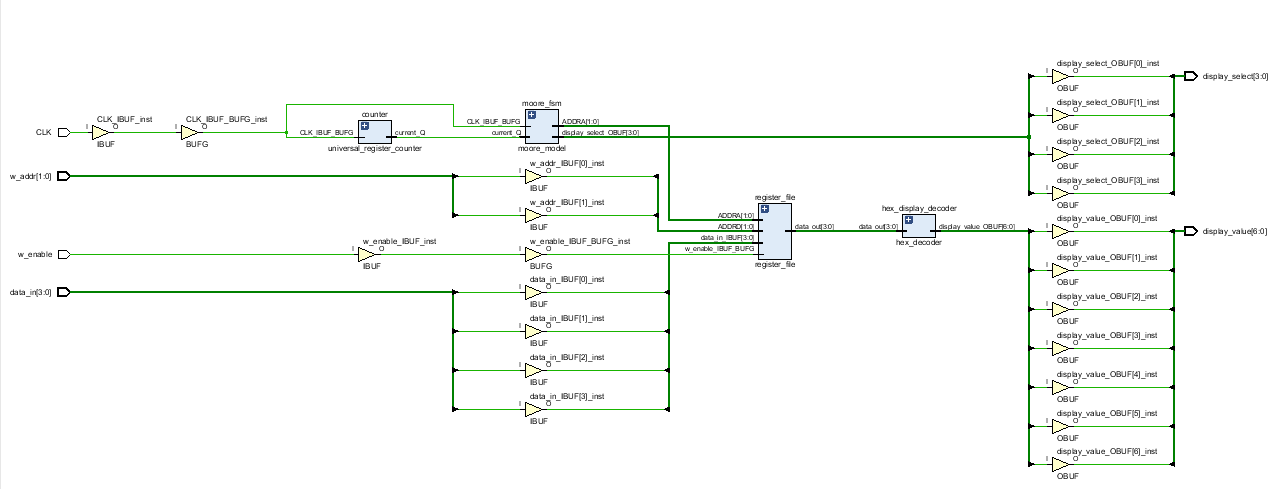 display_select_OBUF[0]_inst
I
O
display_select[3:0]
OBUF
moore_fsm
display_select_OBUF[1]_inst
I
O
OBUF
CLK_IBUF_inst
CLK_IBUF_BUFG_inst
counter
CLK_IBUF_BUFG
ADDRA[1:0]
CLK
I
O
I
O
CLK_IBUF_BUFG
current_Q
current_Q
display_select_OBUF[3:0]
IBUF
BUFG
universal_register_counter
moore_model
display_select_OBUF[2]_inst
I
O
OBUF
w_addr[1:0]
w_addr_IBUF[0]_inst
I
O
IBUF
display_select_OBUF[3]_inst
I
O
OBUF
w_addr_IBUF[1]_inst
I
O
IBUF
register_file
ADDRA[1:0]
ADDRD[1:0]
data_in_IBUF[3:0]
w_enable_IBUF_BUFG
data_out[3:0]
register_file
hex_display_decoder
data_out[3:0]
display_value_OBUF[6:0]
hex_decoder
display_value_OBUF[0]_inst
I
O
OBUF
display_value[6:0]
w_enable
w_enable_IBUF_inst
I
O
IBUF
w_enable_IBUF_BUFG_inst
I
O
BUFG
display_value_OBUF[1]_inst
I
O
OBUF
data_in[3:0]
data_in_IBUF[0]_inst
I
O
IBUF
display_value_OBUF[2]_inst
I
O
OBUF
data_in_IBUF[1]_inst
I
O
IBUF
display_value_OBUF[3]_inst
I
O
OBUF
data_in_IBUF[2]_inst
I
O
IBUF
display_value_OBUF[4]_inst
I
O
OBUF
data_in_IBUF[3]_inst
I
O
IBUF
display_value_OBUF[5]_inst
I
O
OBUF
display_value_OBUF[6]_inst
I
O
OBUF